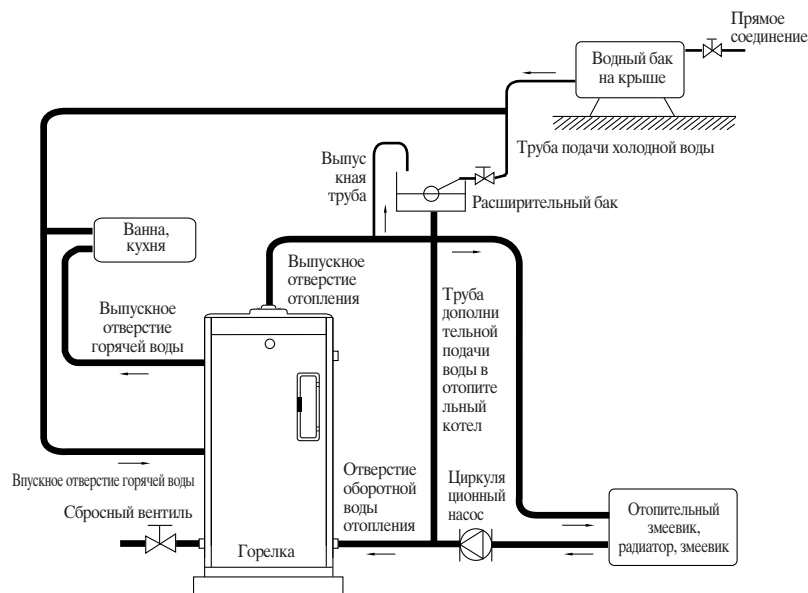 Прямое
соединение
Водный бак
на крыше
Труба подачи холодной воды
Выпус
кная
труба
Расширительный бак
Ванна,
кухня
Выпускное
отверстие
отопления
Выпускное
отверстие
горячей воды
Труба
дополни
тельной
подачи
воды в
отопите
льный
котел
Впускное отверстие горячей воды
Сбросный вентиль
Горелка
Отверстие
оборотной
воды
отопления
Циркуля
ционный
насос
Отопительный
змеевик,
радиатор, змеевик